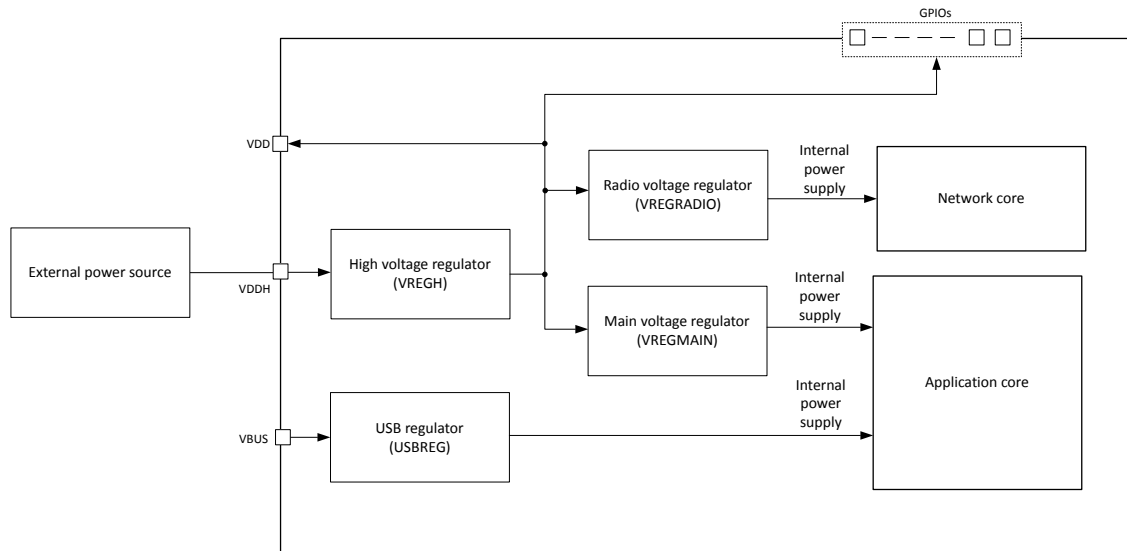 GPIOs
VDD
Radio voltage regulator
(VREGRADIO)
Internal
power
supply
Network core
External power source
VDDH
High voltage regulator
(VREGH)
Main voltage regulator
(VREGMAIN)
Internal
power
supply
Application core
VBUS
USB regulator
(USBREG)
Internal
power
supply